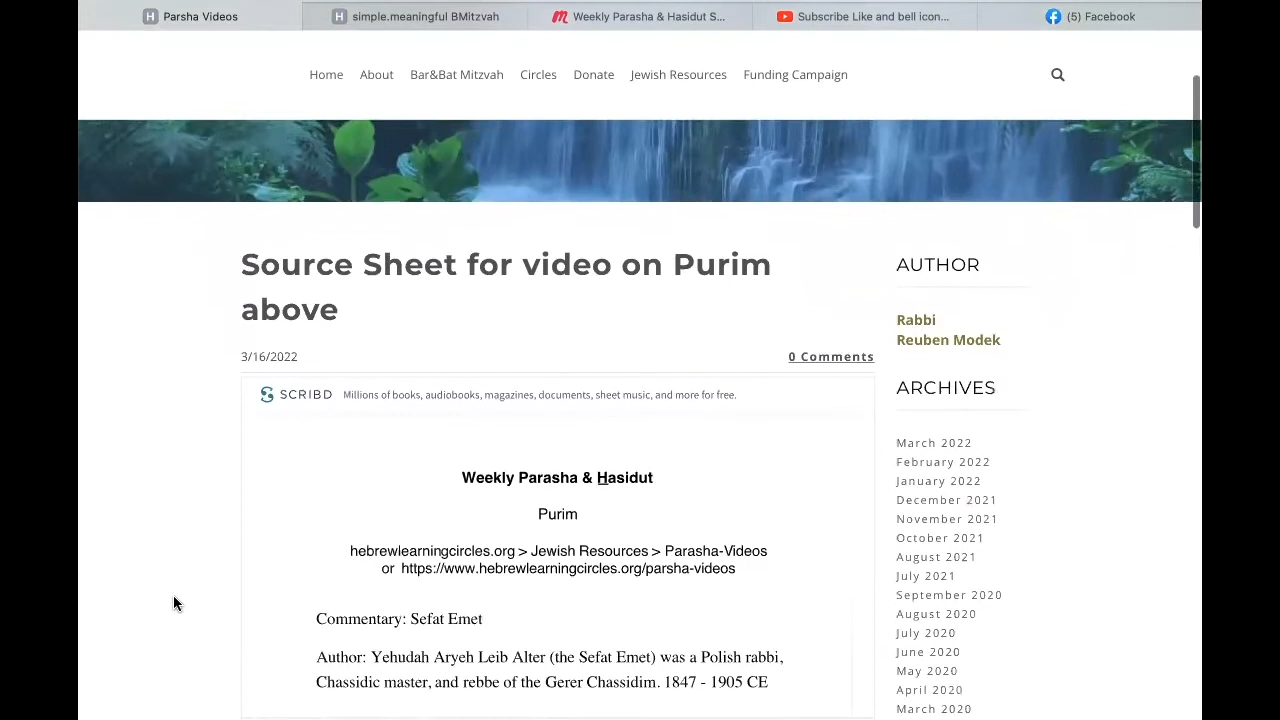 Parsha Videos
simple.meaningful BMitzvah
Weekly Parasha & Hasidut S...
Subscribe Like and bell icon...
(5) Facebook
Home About Bar&Bat Mitzvah Circles Donate Jewish Resources Funding Campaign
Source Sheet for video on Purim
above
3/16/2022 0 Comments
SCRIBD Millions of books, audiobooks, magazines, documents, sheet music, and more for free.
Weekly Parasha & Hasidut
Purim
hebrewlearningcircles.org > Jewish Resources > Parasha-Videos
or https://www.hebrewlearningcircles.org/parsha-videos
Commentary: Sefat Emet
Author: Yehudah Aryeh Leib Alter (the Sefat Emet) was a Polish rabbi,
Chassidic master, and rebbe of the Gerer Chassidim. 1847 - 1905 CE
AUTHOR
Rabbi
Reuben Modek
ARCHIVES
March 2022
February 2022
January 2022
December 2021
November 2021
October 2021
August 2021
July 2021
September 2020
August 2020
July 2020
June 2020
May 2020
April 2020
March 2020